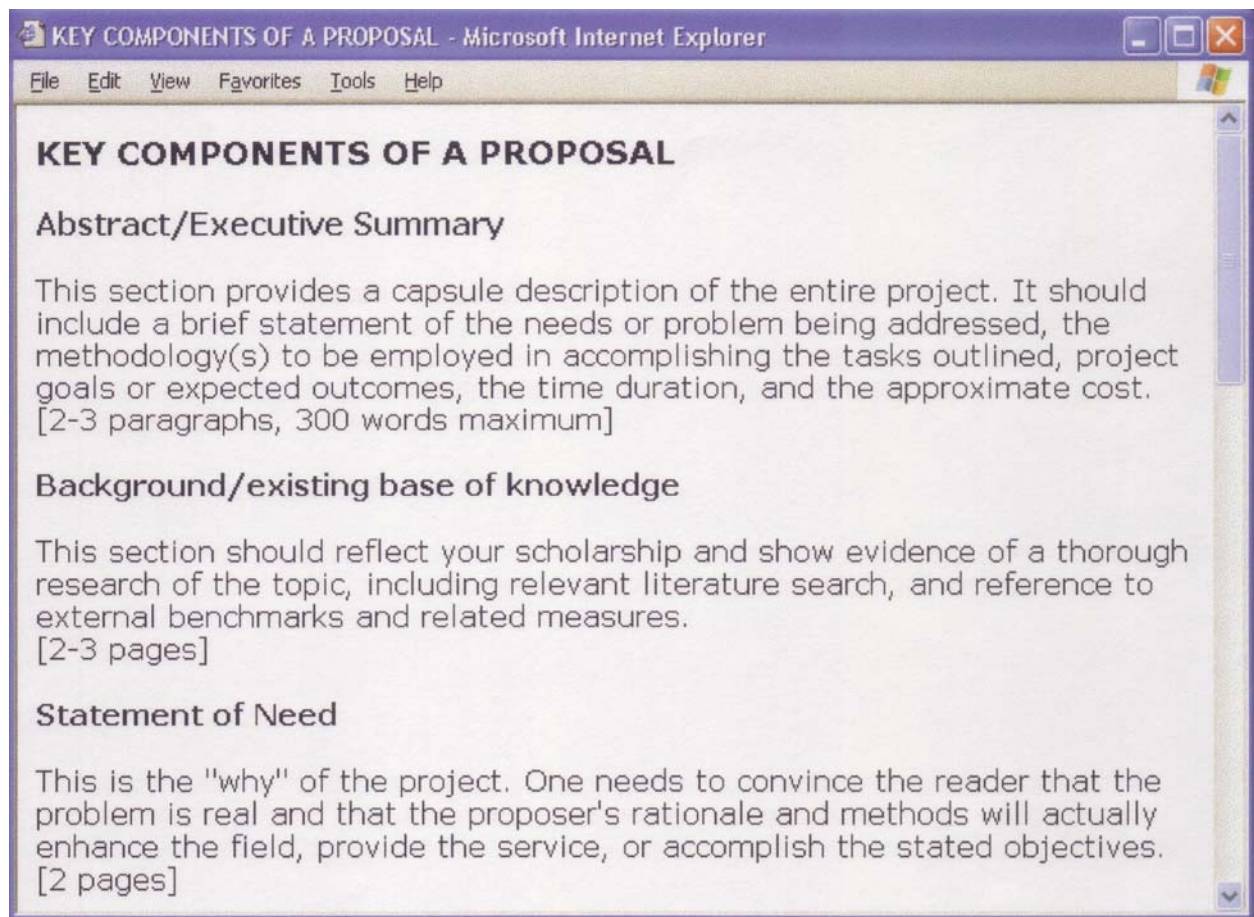 KEY COMPONENTS OF A PROPOSAL - Microsoft Internet Explorer
File Edit View Favorites Tools Help
KEY COMPONENTS OF A PROPOSAL
Abstract/Executive Summary
This section provides a capsule description of the entire project. It should
include a brief statement of the needs or problem being addressed, the
methodology(s) to be employed in accomplishing the tasks outlined, project
goals or expected outcomes, the time duration, and the approximate cost.
[2-3 paragraphs, 300 words maximum]
Background/existing base of knowledge
This section should reflect your scholarship and show evidence of a thorough
research of the topic, including relevant literature search, and reference to
external benchmarks and related measures.
[2-3 pages]
Statement of Need
This is the "why" of the project. One needs to convince the reader that the
problem is real and that the proposer's rationale and methods will actually
enhance the field, provide the service, or accomplish the stated objectives.
[2 pages]